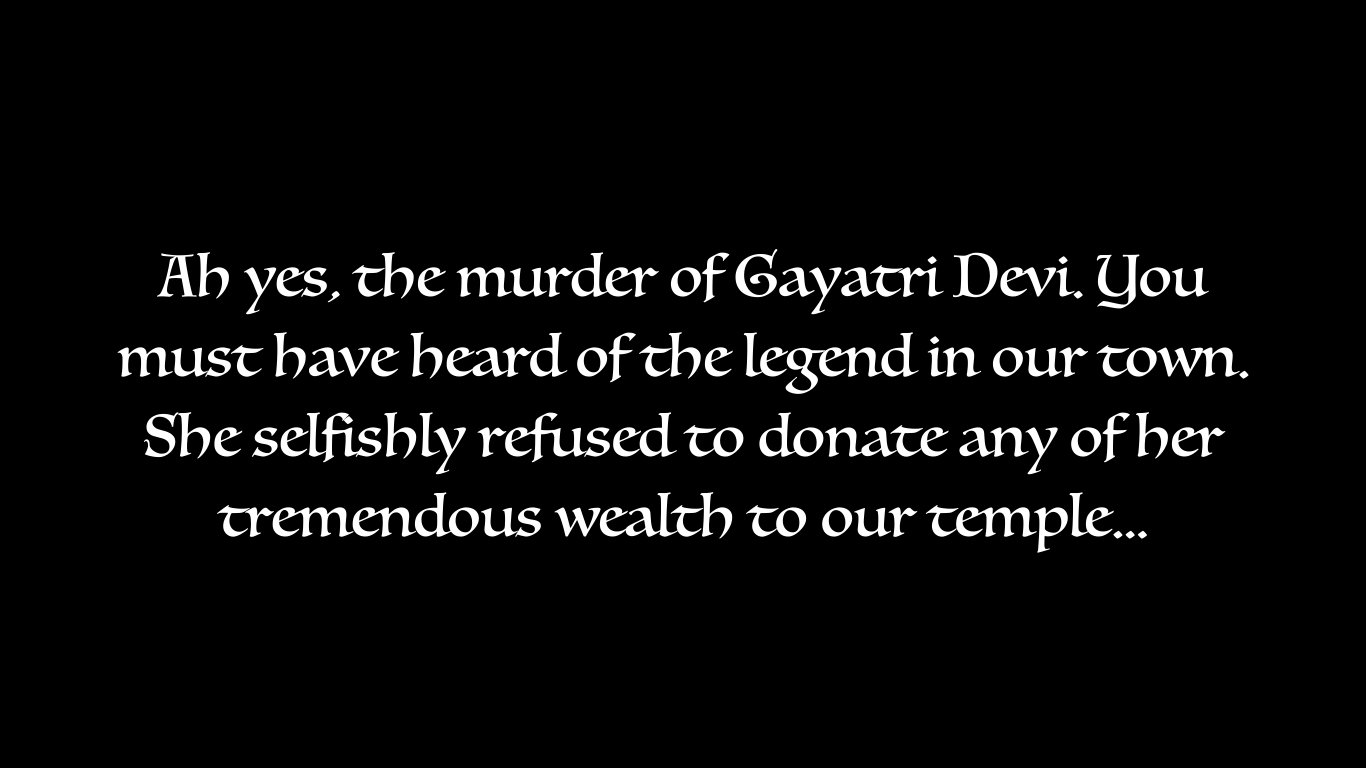 Ah yes, the murder of Gayatri Devi. You
must have heard of the legend in our town.
She selfishly refused to donate any of her
tremendous wealth to our temple...